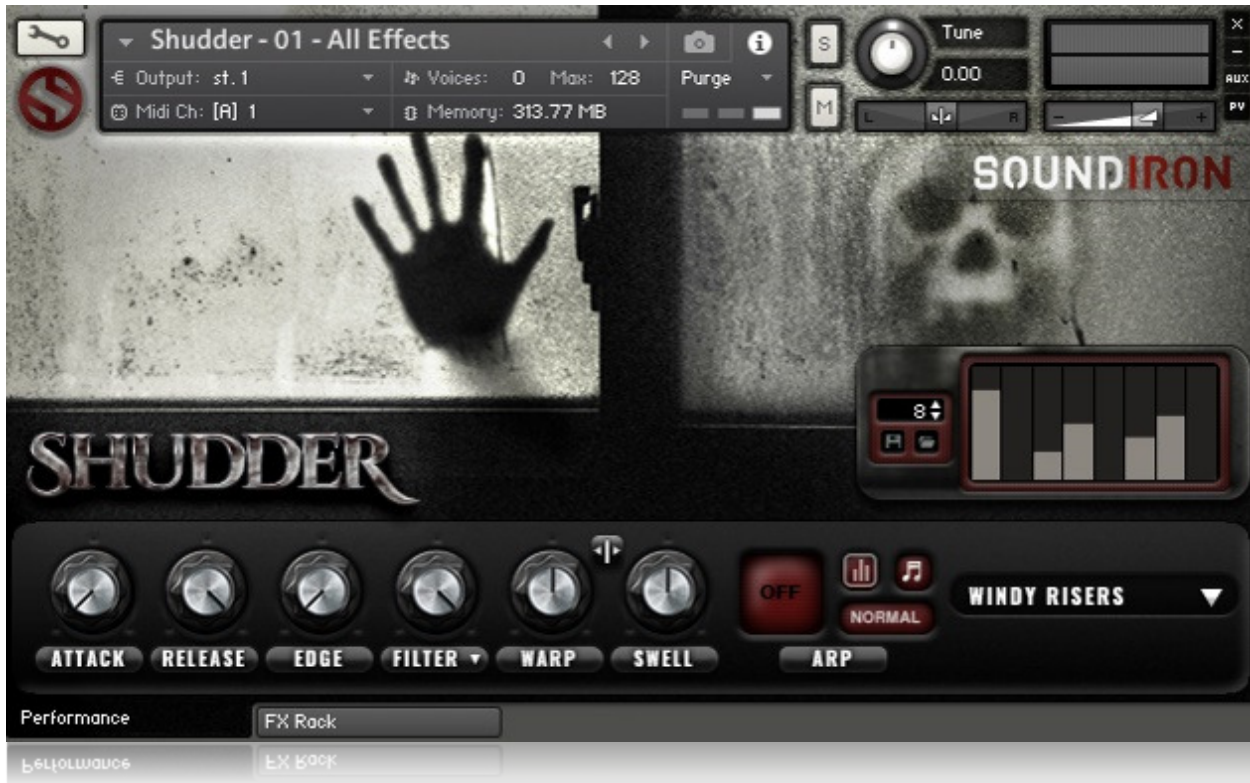 Shudder - 01 - All Effects
Output: st. 1
Voices: 0 Max: 128
Purge
Midi Ch: [A] 1
Memory: 313.77 MB
S
M
Tune
0.00
L
R
-
+
×
-
AUX
PV
SOUNDIRON
8
SHUDDER
OFF
NORMAL
WINDY RISERS
ATTACK
RELEASE
EDGE
FILTER
WARP
SWELL
ARP
Performance
FX Rack